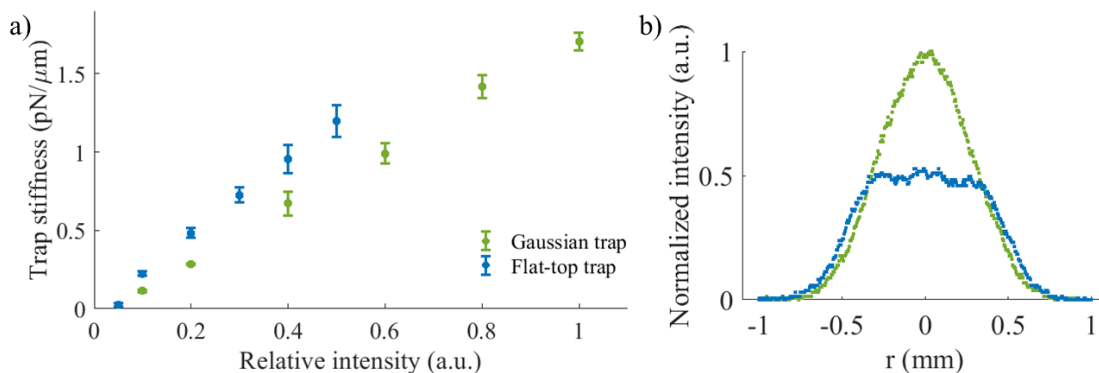 a)
Trap stiffness (pN/μm)
1.5
1
0.5
0
0
0.2
0.4
0.6
0.8
1
Relative intensity (a.u.)
Gaussian trap
Flat-top trap
b)
Normalized intensity (a.u.)
1
0.5
0
-1
-0.5
0
0.5
1
r (mm)